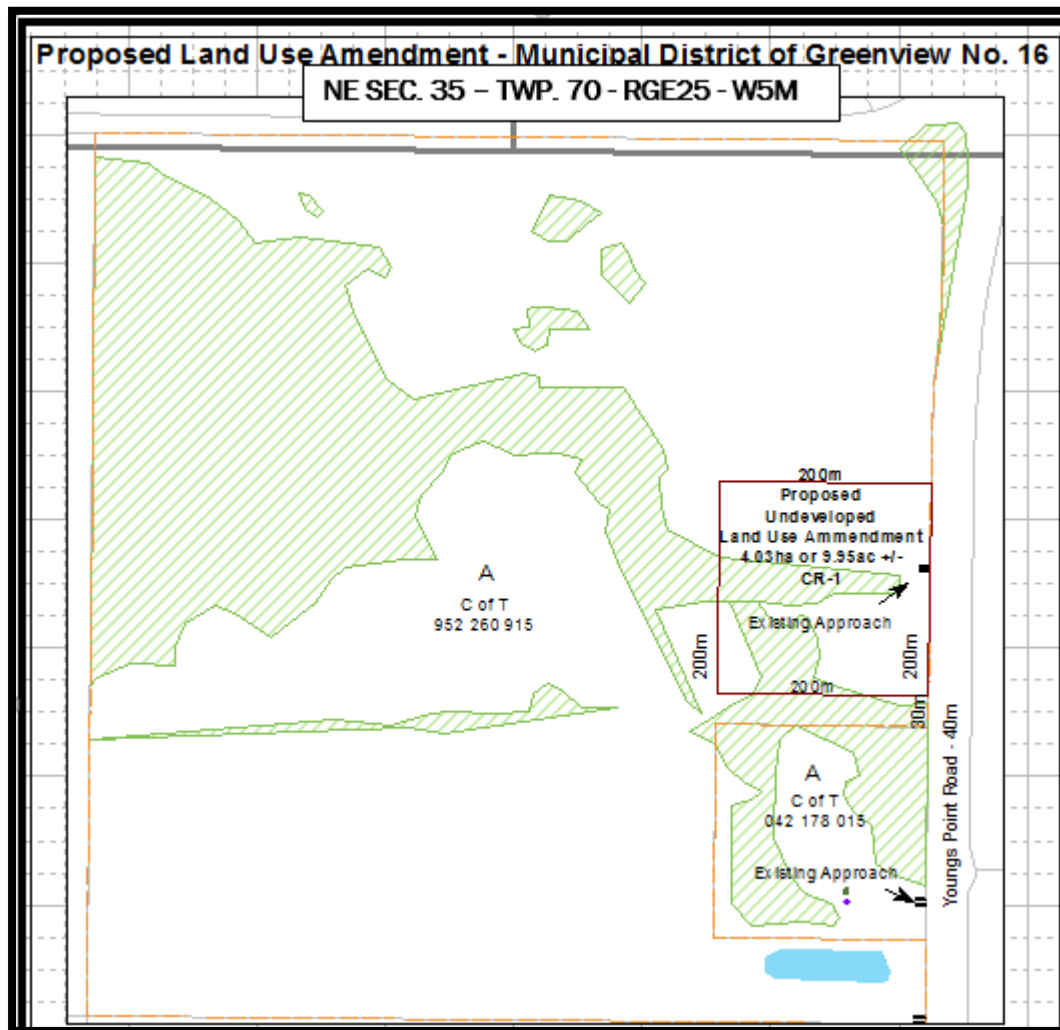 Proposed Land Use Amendment - Municipal District of Greenview No. 16
NE SEC. 35 – TWP. 70 - RGE25 - W5M
200m
Proposed
Undeveloped
Land Use Ammendment
4.03ha or 9.95ac +/-
CR-1
Existing Approach
200m
200m
200m
30m
A
C of T
952 260 915
Youngs Point Road - 40m
A
C of T
042 178 015
Existing Approach